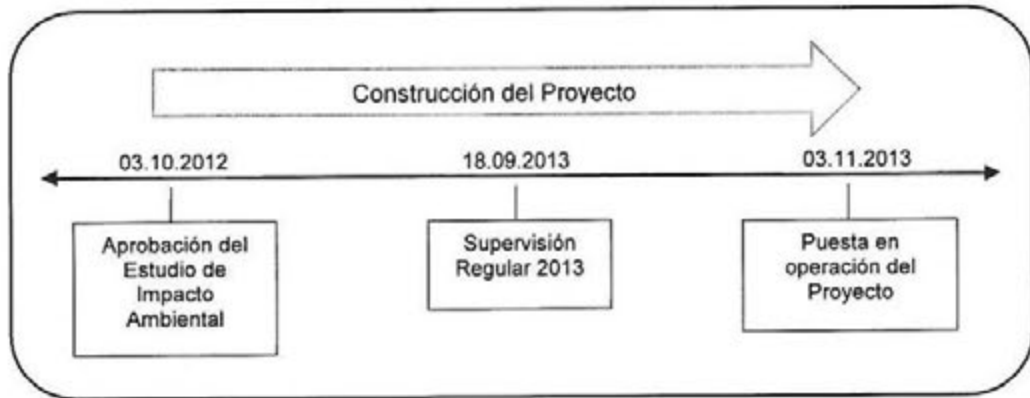 Construcción del Proyecto
03.10.2012
18.09.2013
03.11.2013
Aprobación del
Estudio de
Impacto
Ambiental
Supervisión
Regular 2013
Puesta en
operación del
Proyecto